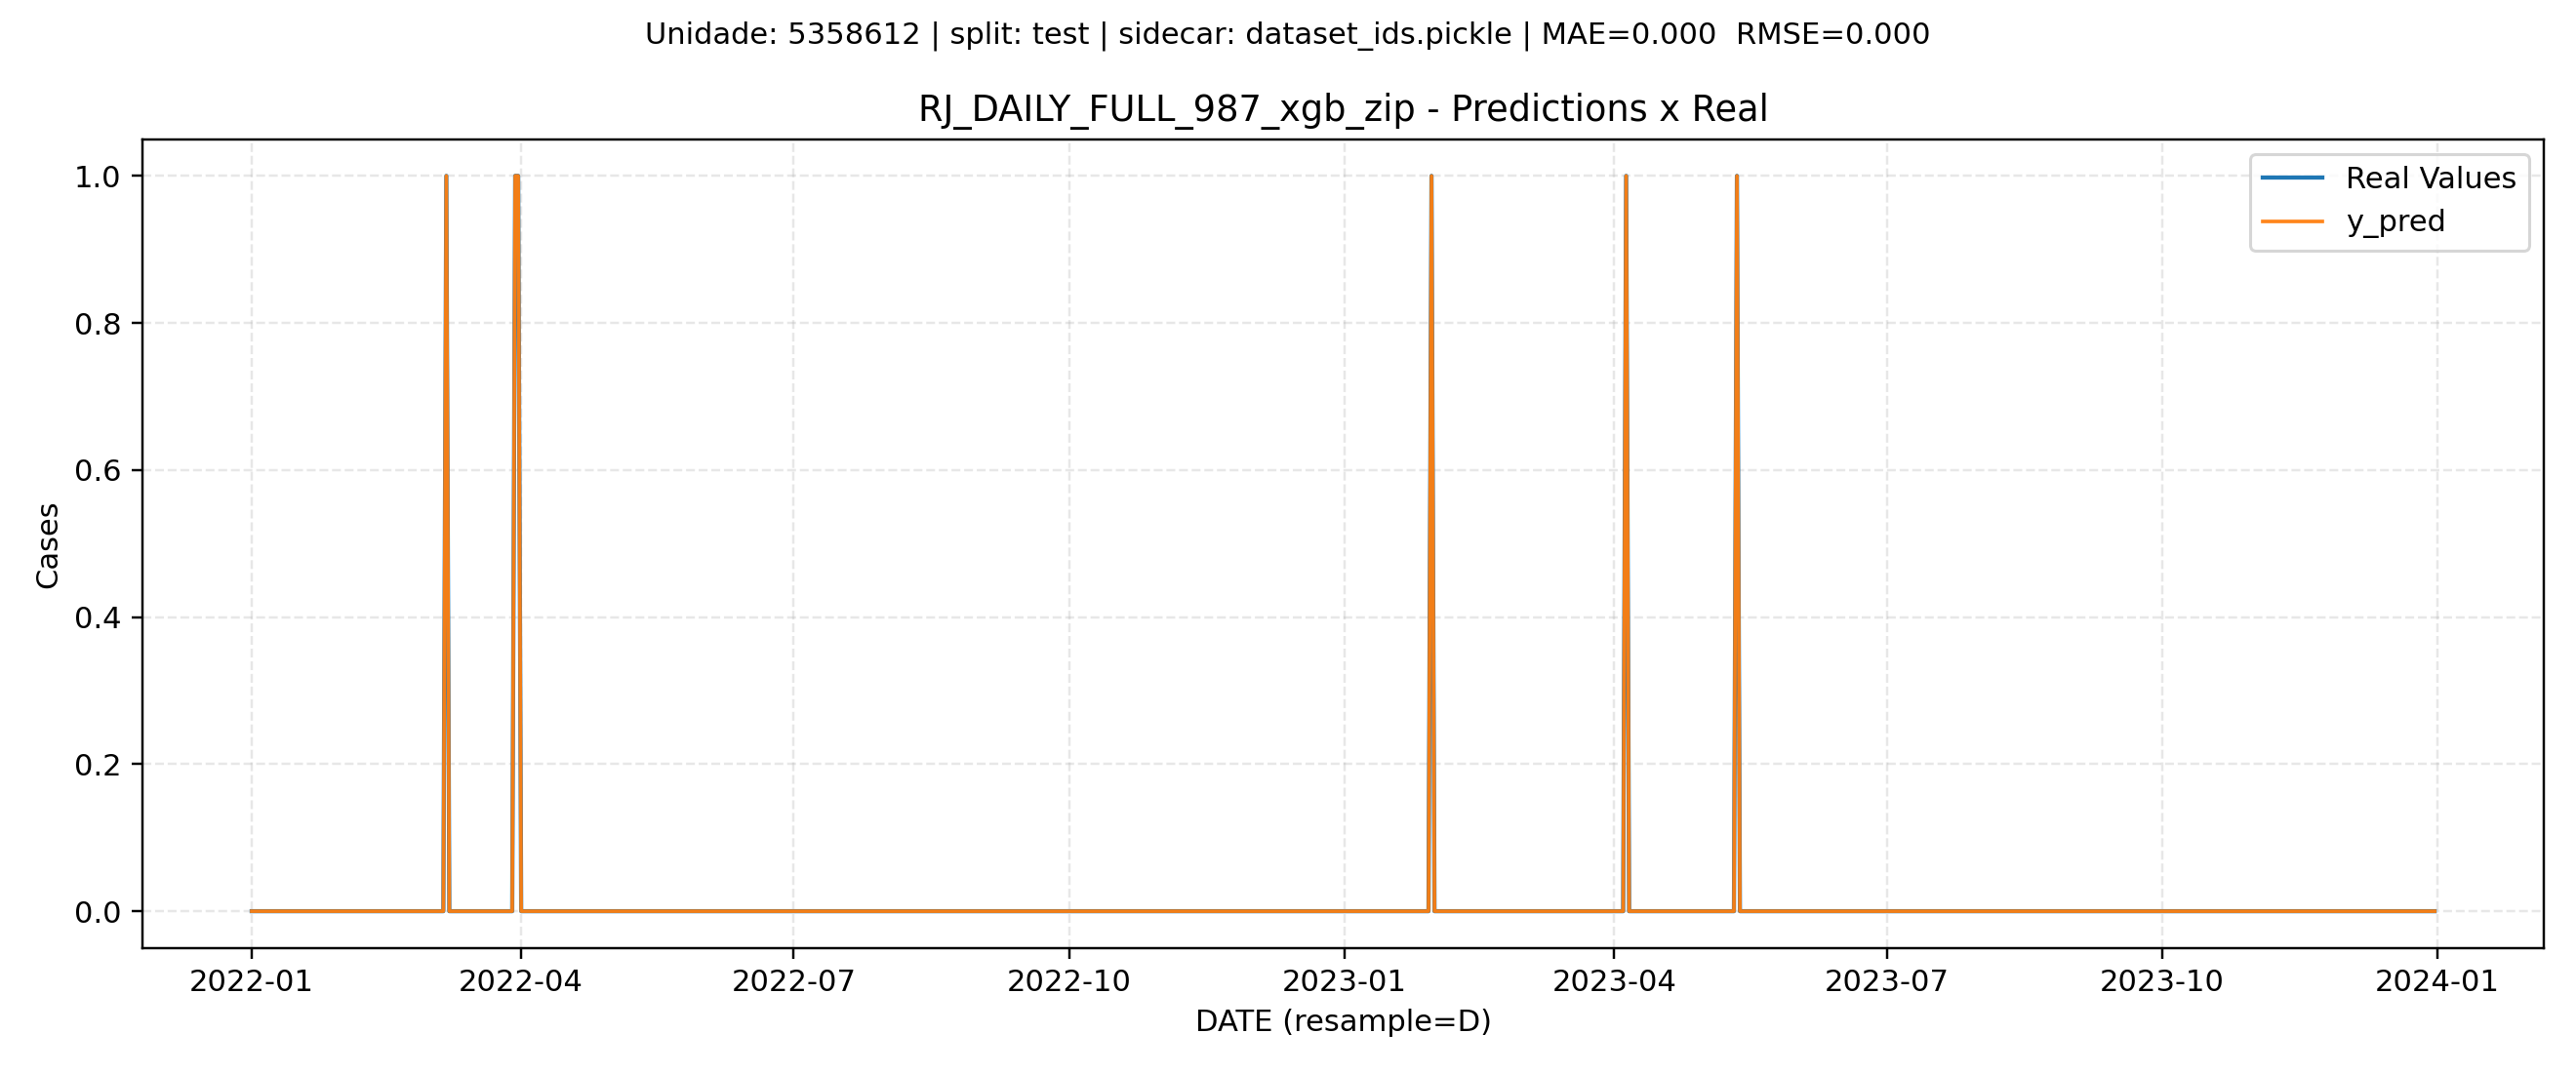 Unidade: 5358612 | split: test | sidecar: dataset_ids.pickle | MAE=0.000  RMSE=0.000
RJ_DAILY_FULL_987_xgb_zip - Predictions x Real
Real Values
y_pred
Cases
1.0
0.8
0.6
0.4
0.2
0.0
2022-01 2022-04 2022-07 2022-10 2023-01 2023-04 2023-07 2023-10 2024-01
DATE (resample=D)